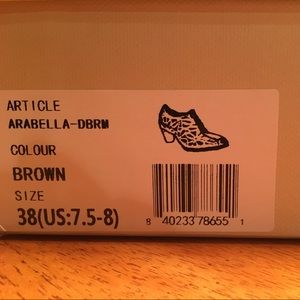 ARTICLE
ARABELLA-DBRM
COLOUR
BROWN
SIZE
38(US:7.5-8)
8 40233 78655 1